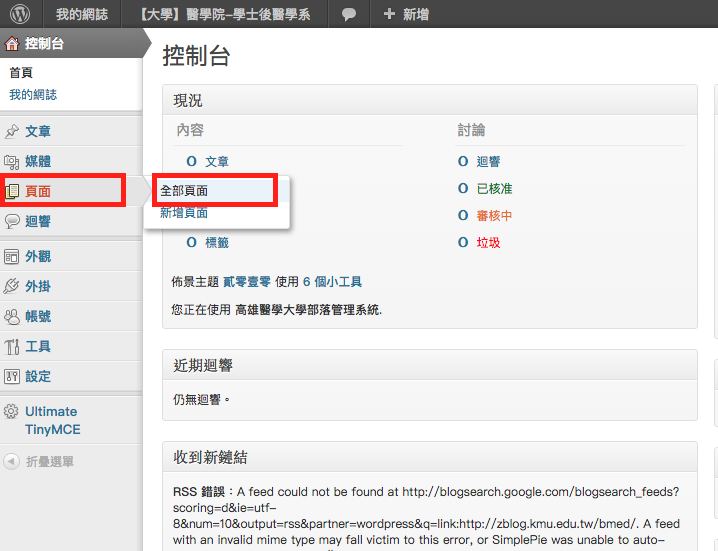 我的網誌 【大學】醫學院-學士後醫學系 新增
控制台
首頁
我的網誌
文章
媒體
頁面
全部頁面
新增頁面
迴響
外觀
外掛
帳號
工具
設定
Ultimate
TinyMCE
折疊選單
控制台
現況
內容 討論
0 文章 0 迴響
0 已核准
0 審核中
0 標籤 0 垃圾
佈景主題 貳零壹零 使用 6 個小工具
您正在使用 高雄醫學大學部落管理系統.
近期迴響
仍無迴響。
收到新鏈結
RSS 錯誤：A feed could not be found at http://blogsearch.google.com/blogsearch_feeds?
scoring=d&ie=utf-
8&num=10&output=rss&partner=wordpress&q=link:http://zblog.kmu.edu.tw/bmed/. A feed
with an invalid mime type may fall victim to this error, or SimplePie was unable to auto-